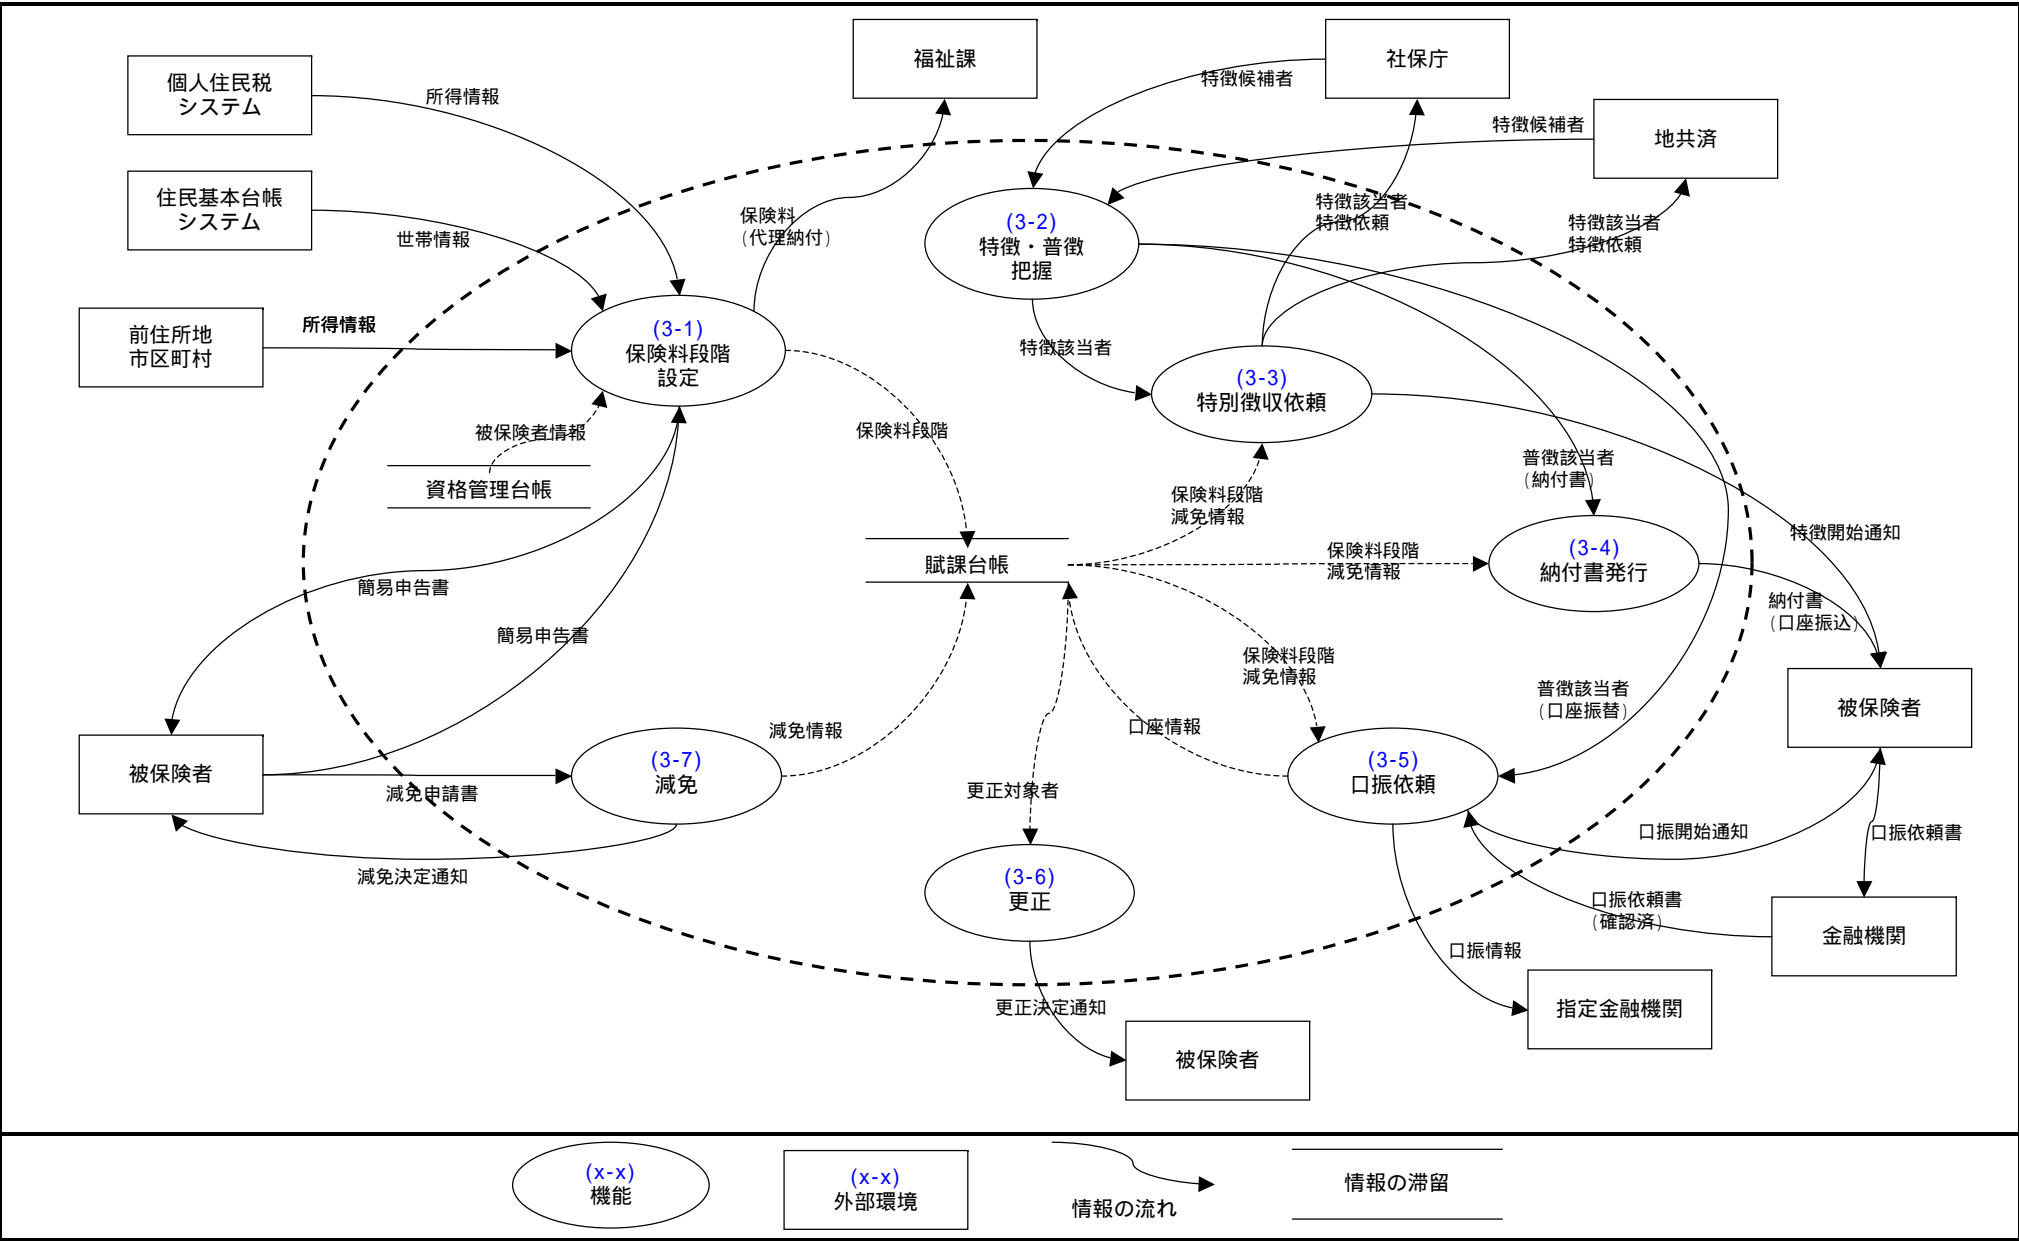 福祉課
社保庁
個人住民税
システム
所得情報
特徴候補者
特徴候補者
地共済
住民基本台帳
システム
世帯情報
保険料
(代理納付)
(3-2)
特徴・普徴
把握
特徴該当者
特徴依頼
特徴該当者
特徴依頼
前住所地
市区町村
所得情報
(3-1)
保険料段階
設定
特徴該当者
(3-3)
特別徴収依頼
被保険者情報
保険料段階
資格管理台帳
普徴該当者
(納付書)
保険料段階
減免情報
特徴開始通知
賦課台帳
保険料段階
減免情報
(3-4)
納付書発行
簡易申告書
納付書
(口座振込)
簡易申告書
保険料段階
減免情報
普徴該当者
(口座振替)
被保険者
被保険者
減免申請書
(3-7)
減免
減免情報
口座情報
(3-5)
口振依頼
更正対象者
口振開始通知
口振依頼書
減免決定通知
(3-6)
更正
口振依頼書
(確認済)
金融機関
口振情報
指定金融機関
更正決定通知
被保険者
(x-x)
機能
(x-x)
外部環境
情報の流れ
情報の滞留